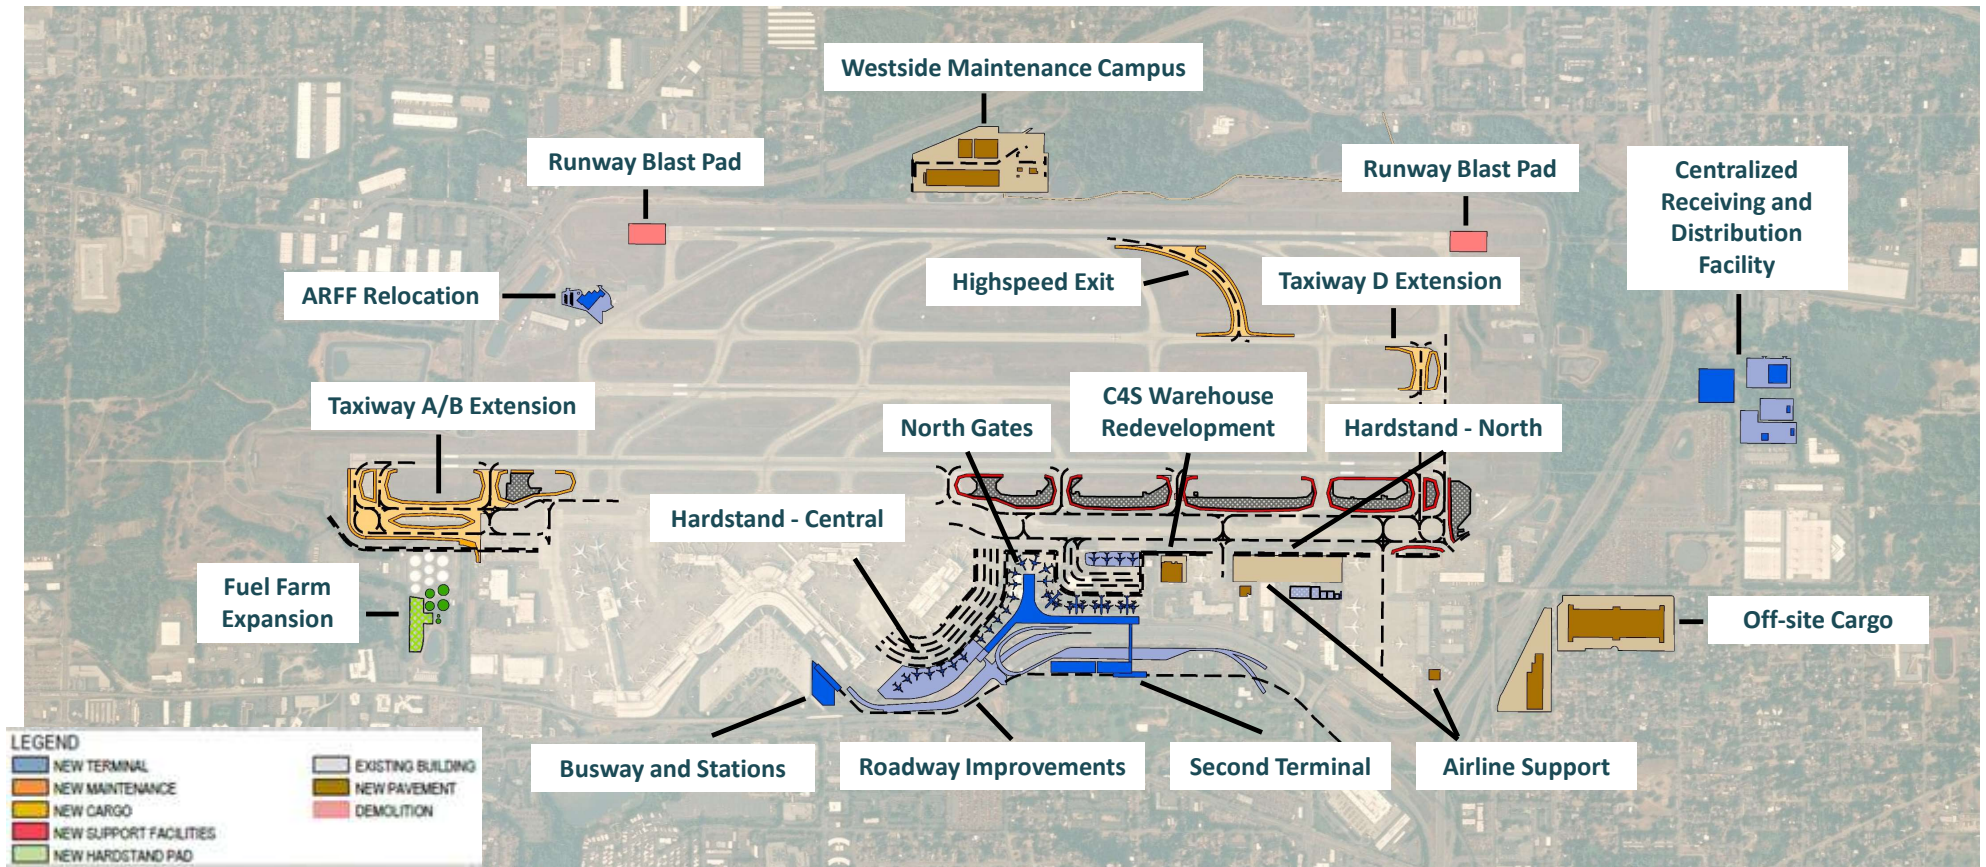 Westside Maintenance Campus
Runway Blast Pad
Runway Blast Pad
Centralized
Receiving and
Distribution
Facility
ARFF Relocation
Highspeed Exit
Taxiway D Extension
Taxiway A/B Extension
North Gates
C4S Warehouse
Redevelopment
Hardstand - North
Hardstand - Central
Fuel Farm
Expansion
Off-site Cargo
Busway and Stations
Roadway Improvements
Second Terminal
Airline Support
LEGEND
NEW TERMINAL
NEW MAINTENANCE
NEW CARGO
NEW SUPPORT FACILITIES
NEW HARDSTAND PAD
EXISTING BUILDING
NEW PAVEMENT
DEMOLITION